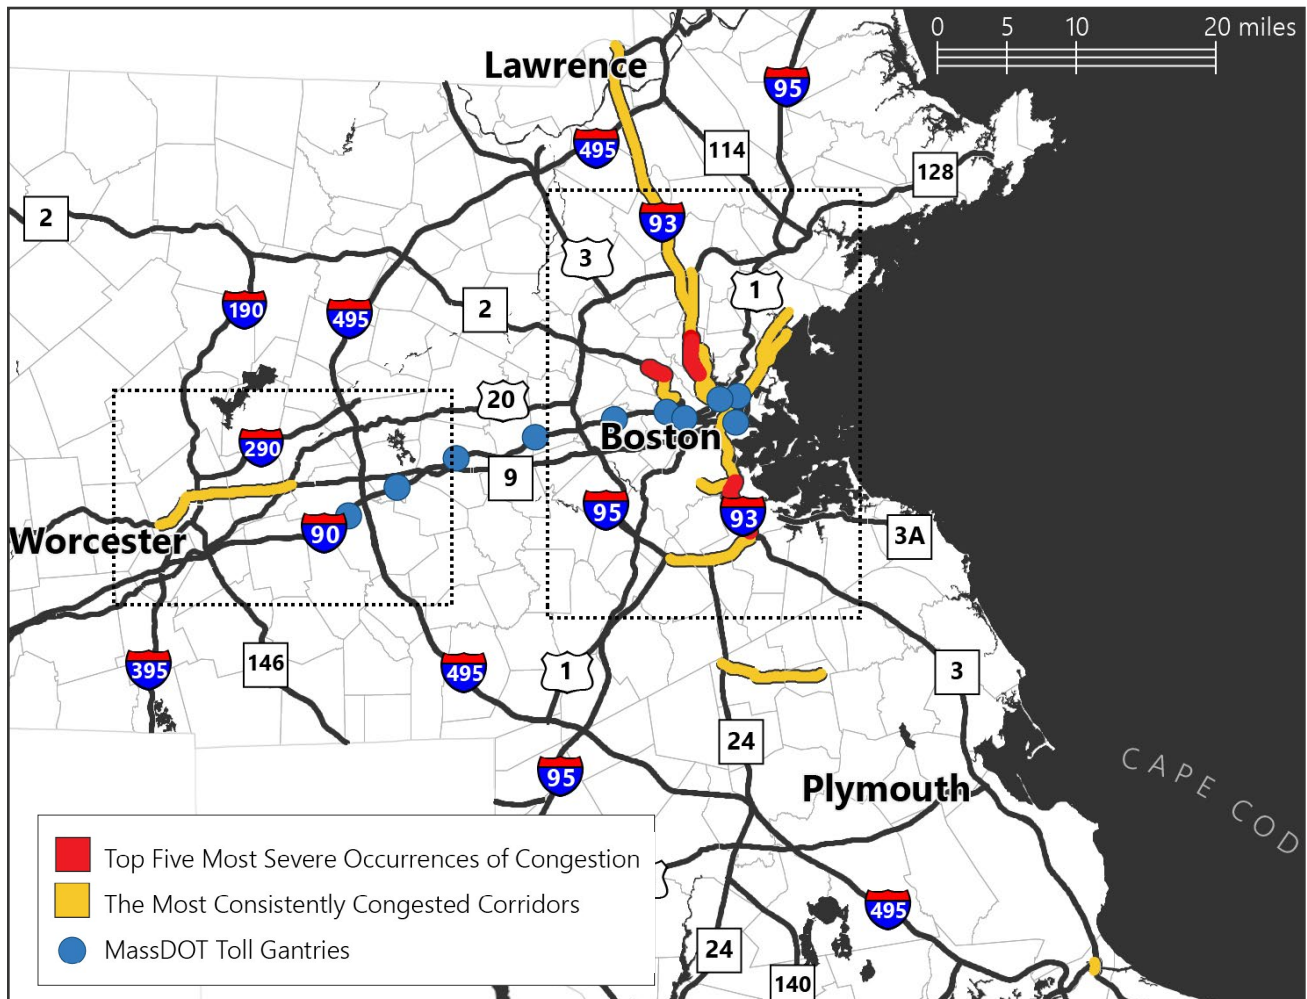 0 5 10 20 miles
Lawrence
95
495
114
128
2
93
3
1
190
495
2
20
290
Boston
9
95
93
3A
Worcester
90
395
146
495
1
3
24
95
Plymouth
CAPE COD
Top Five Most Severe Occurrences of Congestion
The Most Consistently Congested Corridors
MassDOT Toll Gantries
495
24
140